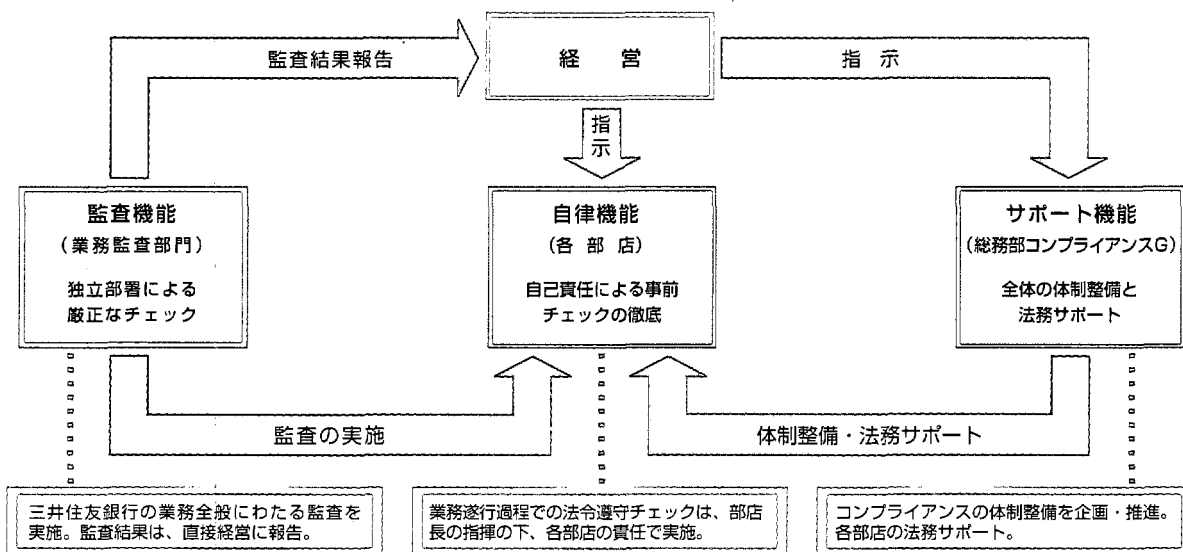 監査結果報告
経 営
指 示
指示
監査機能
(業務監査部門)
独立部署による
厳正なチェック
自律機能
(各 部 店)
自己責任による事前
チェックの徹底
サポート機能
(総務部コンプライアンスG)
全体の体制整備と
法務サポート
監査の実施
体制整備・法務サポート
三井住友銀行の業務全般にわたる監査を
実施。監査結果は、直接経営に報告。
業務遂行過程での法令遵守チェックは、部店
長の指揮の下、各部店の責任で実施。
コンプライアンスの体制整備を企画・推進。
各部店の法務サポート。